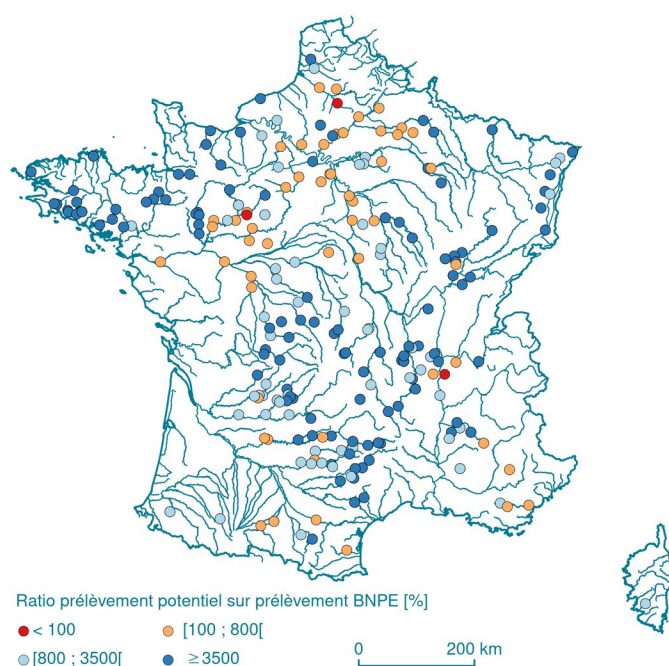 Ratio prélèvement potentiel sur prélèvement BNPE [%]
< 100 [100 ; 800[
[800 ; 3500[ ≥ 3500
0 200 km